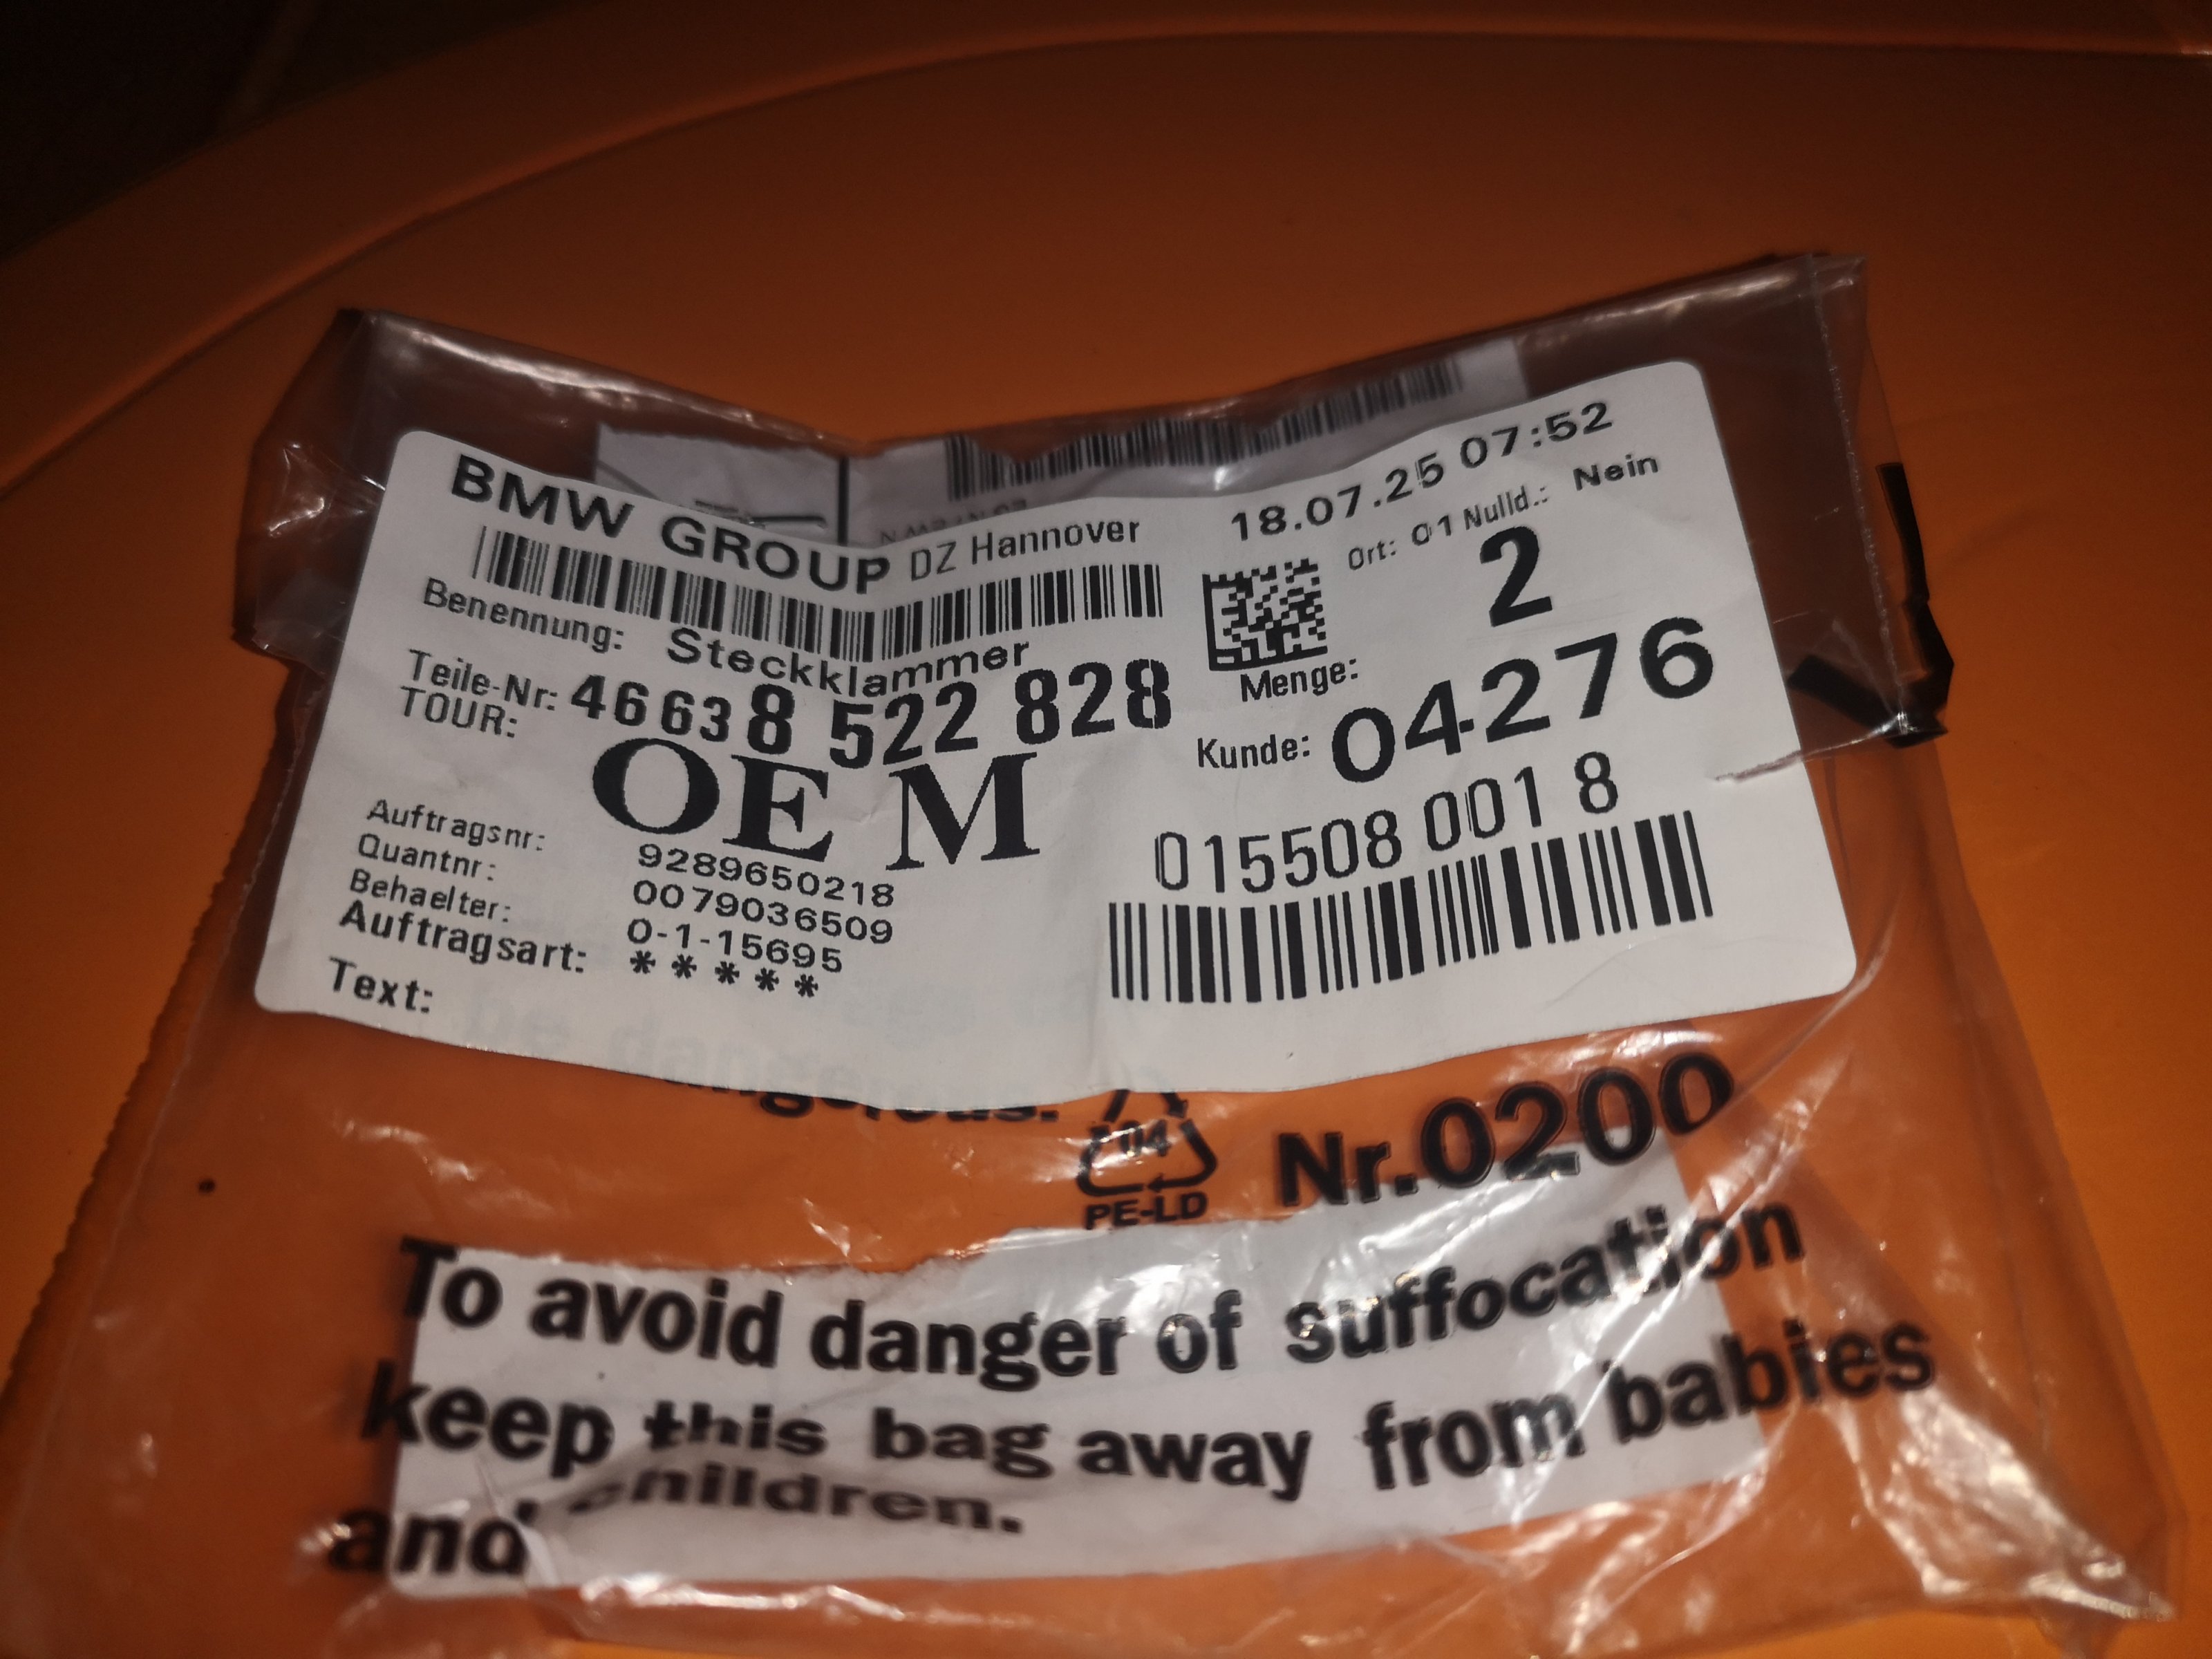 BMW GROUP DZ Hannover 18.07.25 07:52
Ort: 01 Nulld.: Nein
Benennung: Steckklammer
Menge: 2
Teile-Nr: 46 63 8 522 828
TOUR:
Kunde: 04276
OE M
015508 001 8
Auftragsnr: 9289650218
Quantnr: 0079036509
Behaelter: 0-1-15695
Auftragsart: * * * * *
Text:
dangerous.
04
PE-LD
Nr.0200
To avoid danger of suffocation
keep this bag away from babies
and children.